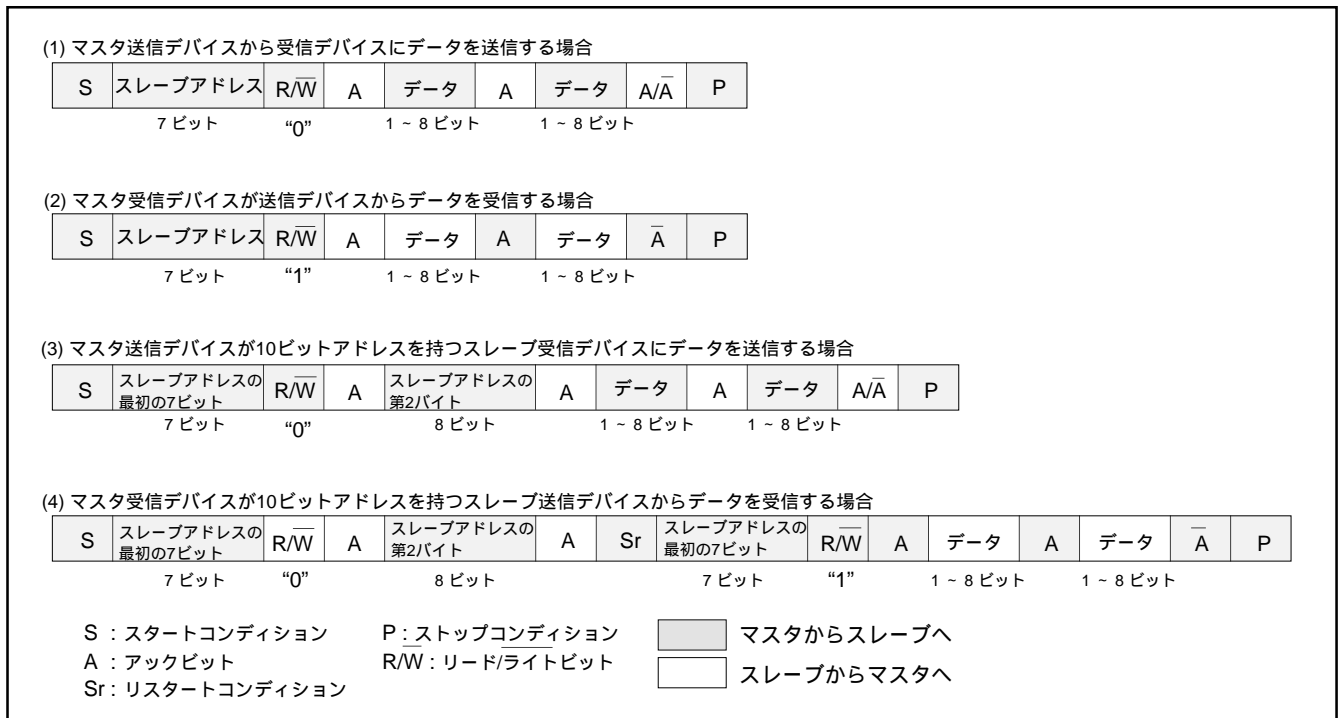 (1) マスタ送信デバイスから受信デバイスにデータを送信する場合
S スレーブアドレス R/W̅ A データ A データ A/A̅ P
7 ビット “0” 1 ~ 8 ビット 1 ~ 8 ビット
(2) マスタ受信デバイスが送信デバイスからデータを受信する場合
S スレーブアドレス R/W̅ A データ A データ A̅ P
7 ビット “1” 1 ~ 8 ビット 1 ~ 8 ビット
(3) マスタ送信デバイスが10ビットアドレスを持つスレーブ受信デバイスにデータを送信する場合
S スレーブアドレスの最初の7ビット R/W̅ A スレーブアドレスの第2バイト A データ A データ A/A̅ P
7 ビット “0” 8 ビット 1 ~ 8 ビット 1 ~ 8 ビット
(4) マスタ受信デバイスが10ビットアドレスを持つスレーブ送信デバイスからデータを受信する場合
S スレーブアドレスの最初の7ビット R/W̅ A スレーブアドレスの第2バイト A Sr スレーブアドレスの最初の7ビット R/W̅ A データ A データ A̅ P
7 ビット “0” 8 ビット 7 ビット “1” 1 ~ 8 ビット 1 ~ 8 ビット
S : スタートコンディション P : ストップコンディション マスタからスレーブへ
A : アックビット R/W̅ : リード/ライトビット スレーブからマスタへ
Sr : リスタートコンディション